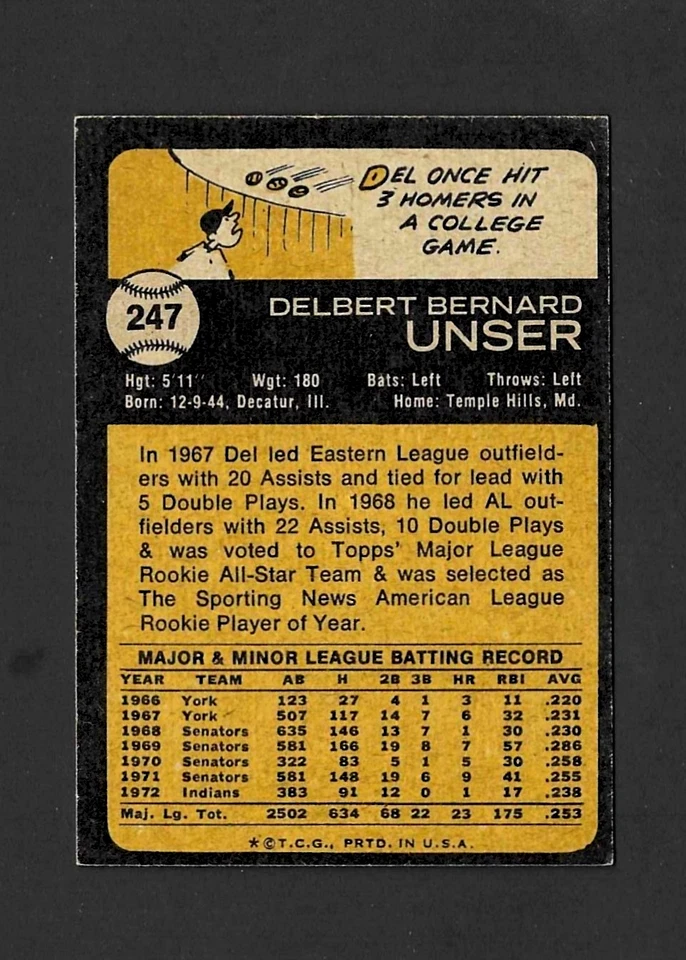 DEL ONCE HIT
3 HOMERS IN
A COLLEGE
GAME.
247
DELBERT BERNARD
UNSER
Hgt: 5'11" Wgt: 180 Bats: Left Throws: Left
Born: 12-9-44, Decatur, Ill. Home: Temple Hills, Md.
In 1967 Del led Eastern League outfield-
ers with 20 Assists and tied for lead with
5 Double Plays. In 1968 he led AL out-
fielders with 22 Assists, 10 Double Plays
& was voted to Topps' Major League
Rookie All-Star Team & was selected as
The Sporting News American League
Rookie Player of Year.
MAJOR & MINOR LEAGUE BATTING RECORD
YEAR TEAM AB H 2B 3B HR RBI AVG
1966 York 123 27 4 1 3 11 .220
1967 York 507 117 14 7 6 32 .231
1968 Senators 635 146 13 7 1 30 .230
1969 Senators 581 166 19 8 7 57 .286
1970 Senators 322 83 5 1 5 30 .258
1971 Senators 581 148 19 6 9 41 .255
1972 Indians 383 91 12 0 1 17 .238
Maj. Lg. Tot. 2502 634 68 22 23 175 .253
★©T.C.G., PRTD. IN U.S.A.